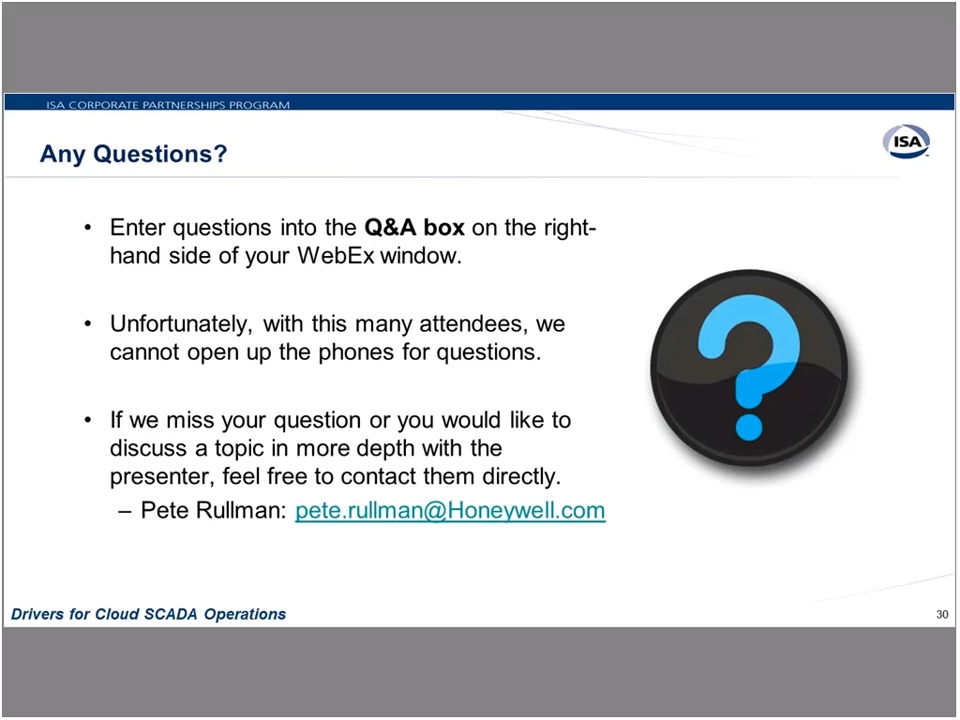 ISA CORPORATE PARTNERSHIPS PROGRAM
Any Questions?
ISA
• Enter questions into the Q&A box on the right-
hand side of your WebEx window.
• Unfortunately, with this many attendees, we
cannot open up the phones for questions.
• If we miss your question or you would like to
discuss a topic in more depth with the
presenter, feel free to contact them directly.
– Pete Rullman: pete.rullman@Honeywell.com
?
Drivers for Cloud SCADA Operations
30